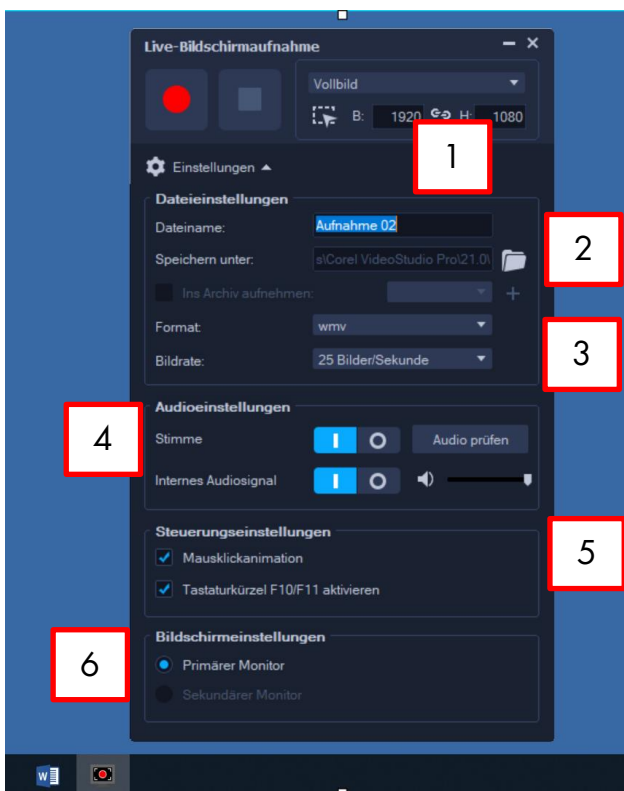 Live-Bildschirmaufnahme
Vollbild
B: 1920 H: 1080
1
Einstellungen
Dateieinstellungen
Dateiname: Aufnahme 02
2
Speichern unter: s\Corel VideoStudio Pro\21.0\
Ins Archiv aufnehmen:
Format: wmv
3
Bildrate: 25 Bilder/Sekunde
Audioeinstellungen
4
Stimme Audio prüfen
Internes Audiosignal
Steuerungseinstellungen
5
Mausklickanimation
Tastaturkürzel F10/F11 aktivieren
Bildschirmeinstellungen
6
Primärer Monitor
Sekundärer Monitor
W